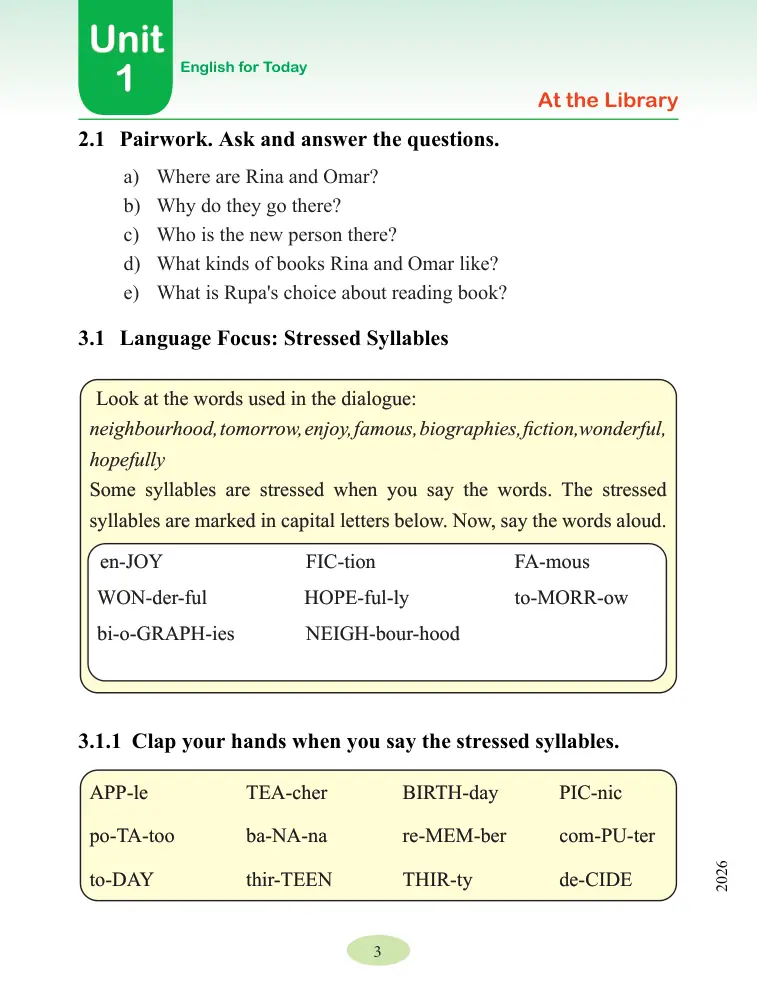 Unit
1
English for Today
At the Library
2.1 Pairwork. Ask and answer the questions.
a) Where are Rina and Omar?
b) Why do they go there?
c) Who is the new person there?
d) What kinds of books Rina and Omar like?
e) What is Rupa's choice about reading book?
3.1 Language Focus: Stressed Syllables
Look at the words used in the dialogue:
neighbourhood, tomorrow, enjoy, famous, biographies, fiction, wonderful,
hopefully
Some syllables are stressed when you say the words. The stressed
syllables are marked in capital letters below. Now, say the words aloud.
en-JOY FIC-tion FA-mous
WON-der-ful HOPE-ful-ly to-MORR-ow
bi-o-GRAPH-ies NEIGH-bour-hood
3.1.1 Clap your hands when you say the stressed syllables.
APP-le TEA-cher BIRTH-day PIC-nic
po-TA-too ba-NA-na re-MEM-ber com-PU-ter
to-DAY thir-TEEN THIR-ty de-CIDE
2026
3